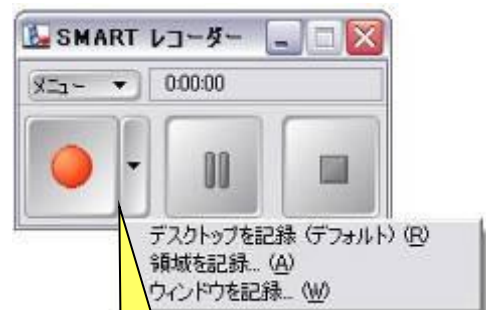 SMART レコーダー
メニュー
0:00:00
デスクトップを記録 (デフォルト) (R)
領域を記録... (A)
ウィンドウを記録... (W)